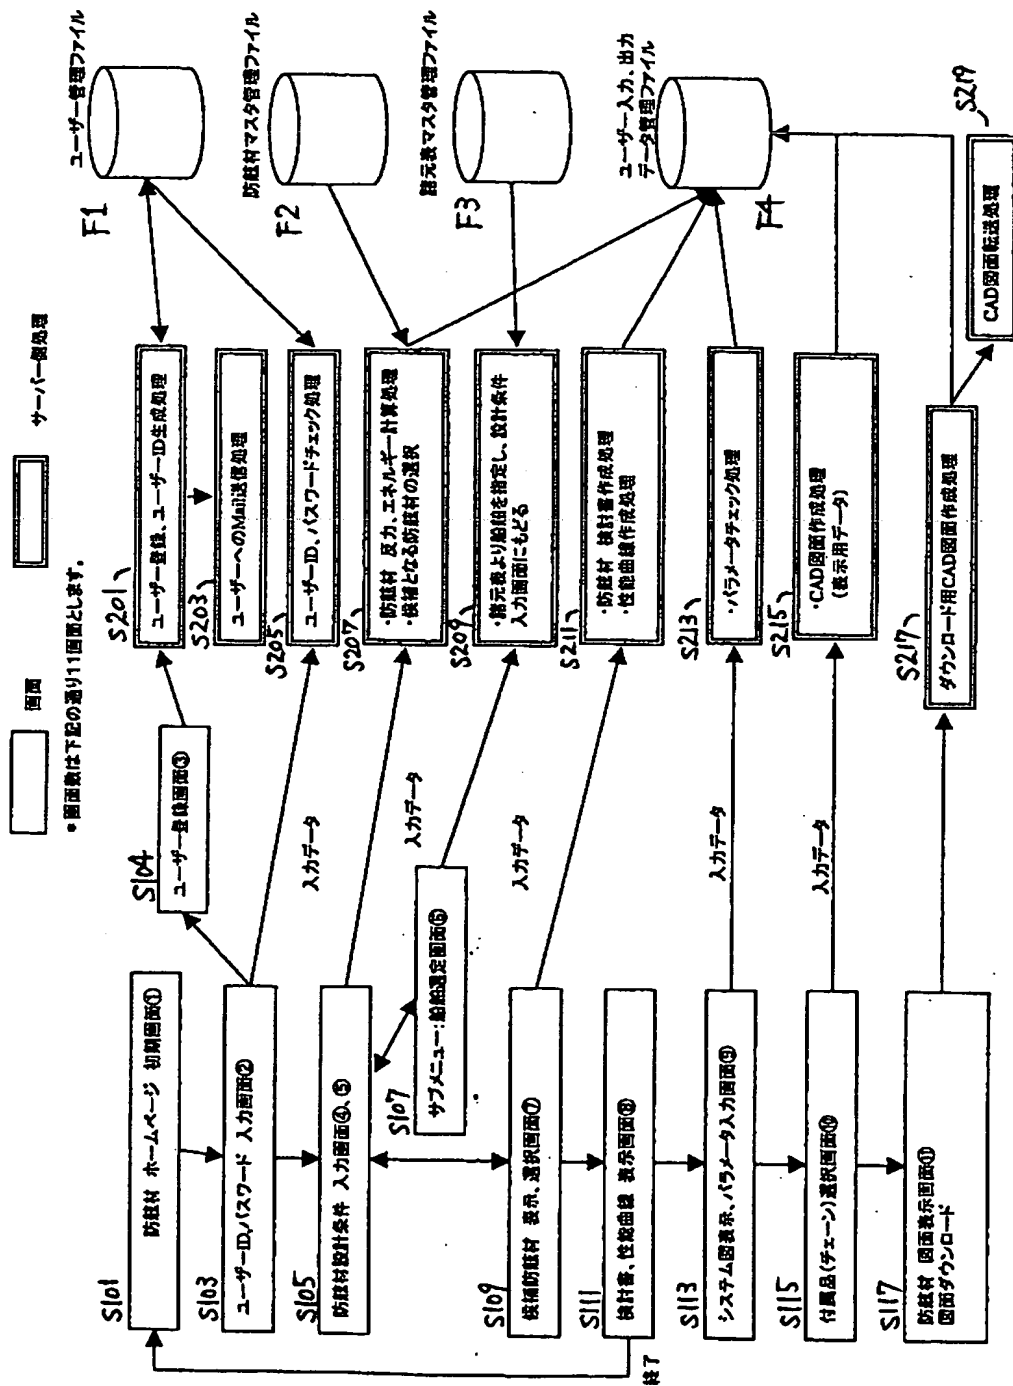 画面
サーバー側処理
*画面数は下記の通り11画面とします。
S101
防舷材 ホームページ 初期画面①
S103
ユーザーID、パスワード 入力画面②
S104
ユーザー登録画面③
S105
防舷材設計条件 入力画面④、⑤
S107
サブメニュー:船舶選定画面⑥
S109
候補防舷材 表示、選択画面⑦
S111
検討書、性能曲線 表示画面⑧
終了
S113
システム図表示、パラメータ入力画面⑨
S115
付属品(チェーン)選択画面⑩
S117
防舷材 図面表示画面⑪
図面ダウンロード
入力データ
入力データ
入力データ
入力データ
入力データ
S201
ユーザー登録、ユーザーID生成処理
S203
ユーザーへのMail送信処理
S205
ユーザーID、パスワードチェック処理
S207
・防舷材 反力、エネルギー計算処理
・候補となる防舷材の選択
S209
・諸元表より船舶を指定し、設計条件
入力画面にもどる
S211
・防舷材 検討書作成処理
・性能曲線作成処理
S213
・パラメータチェック処理
S215
・CAD図面作成処理
(表示用データ)
S217
ダウンロード用CAD図面作成処理
S219
CAD図面転送処理
ユーザー管理ファイル
F1
防舷材マスタ管理ファイル
F2
諸元表マスタ管理ファイル
F3
ユーザー入力、出力
データ管理ファイル
F4